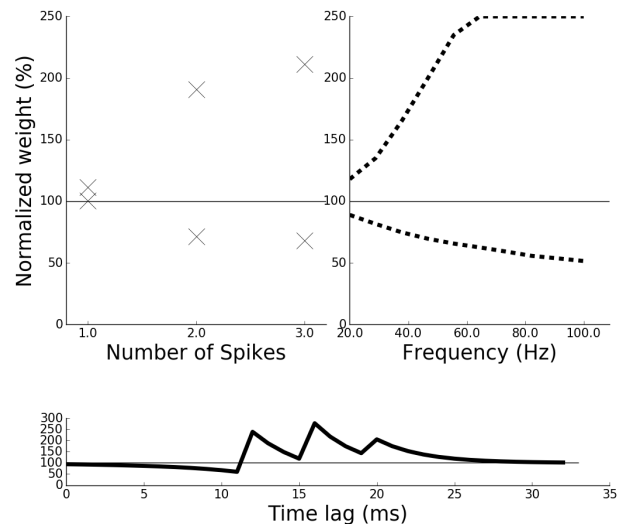 250
200
150
100
50
0
Normalized weight (%)
1.0 2.0 3.0
Number of Spikes
250
200
150
100
50
0
20.0 40.0 60.0 80.0 100.0
Frequency (Hz)
300
250
200
150
100
50
0
0 5 10 15 20 25 30 35
Time lag (ms)